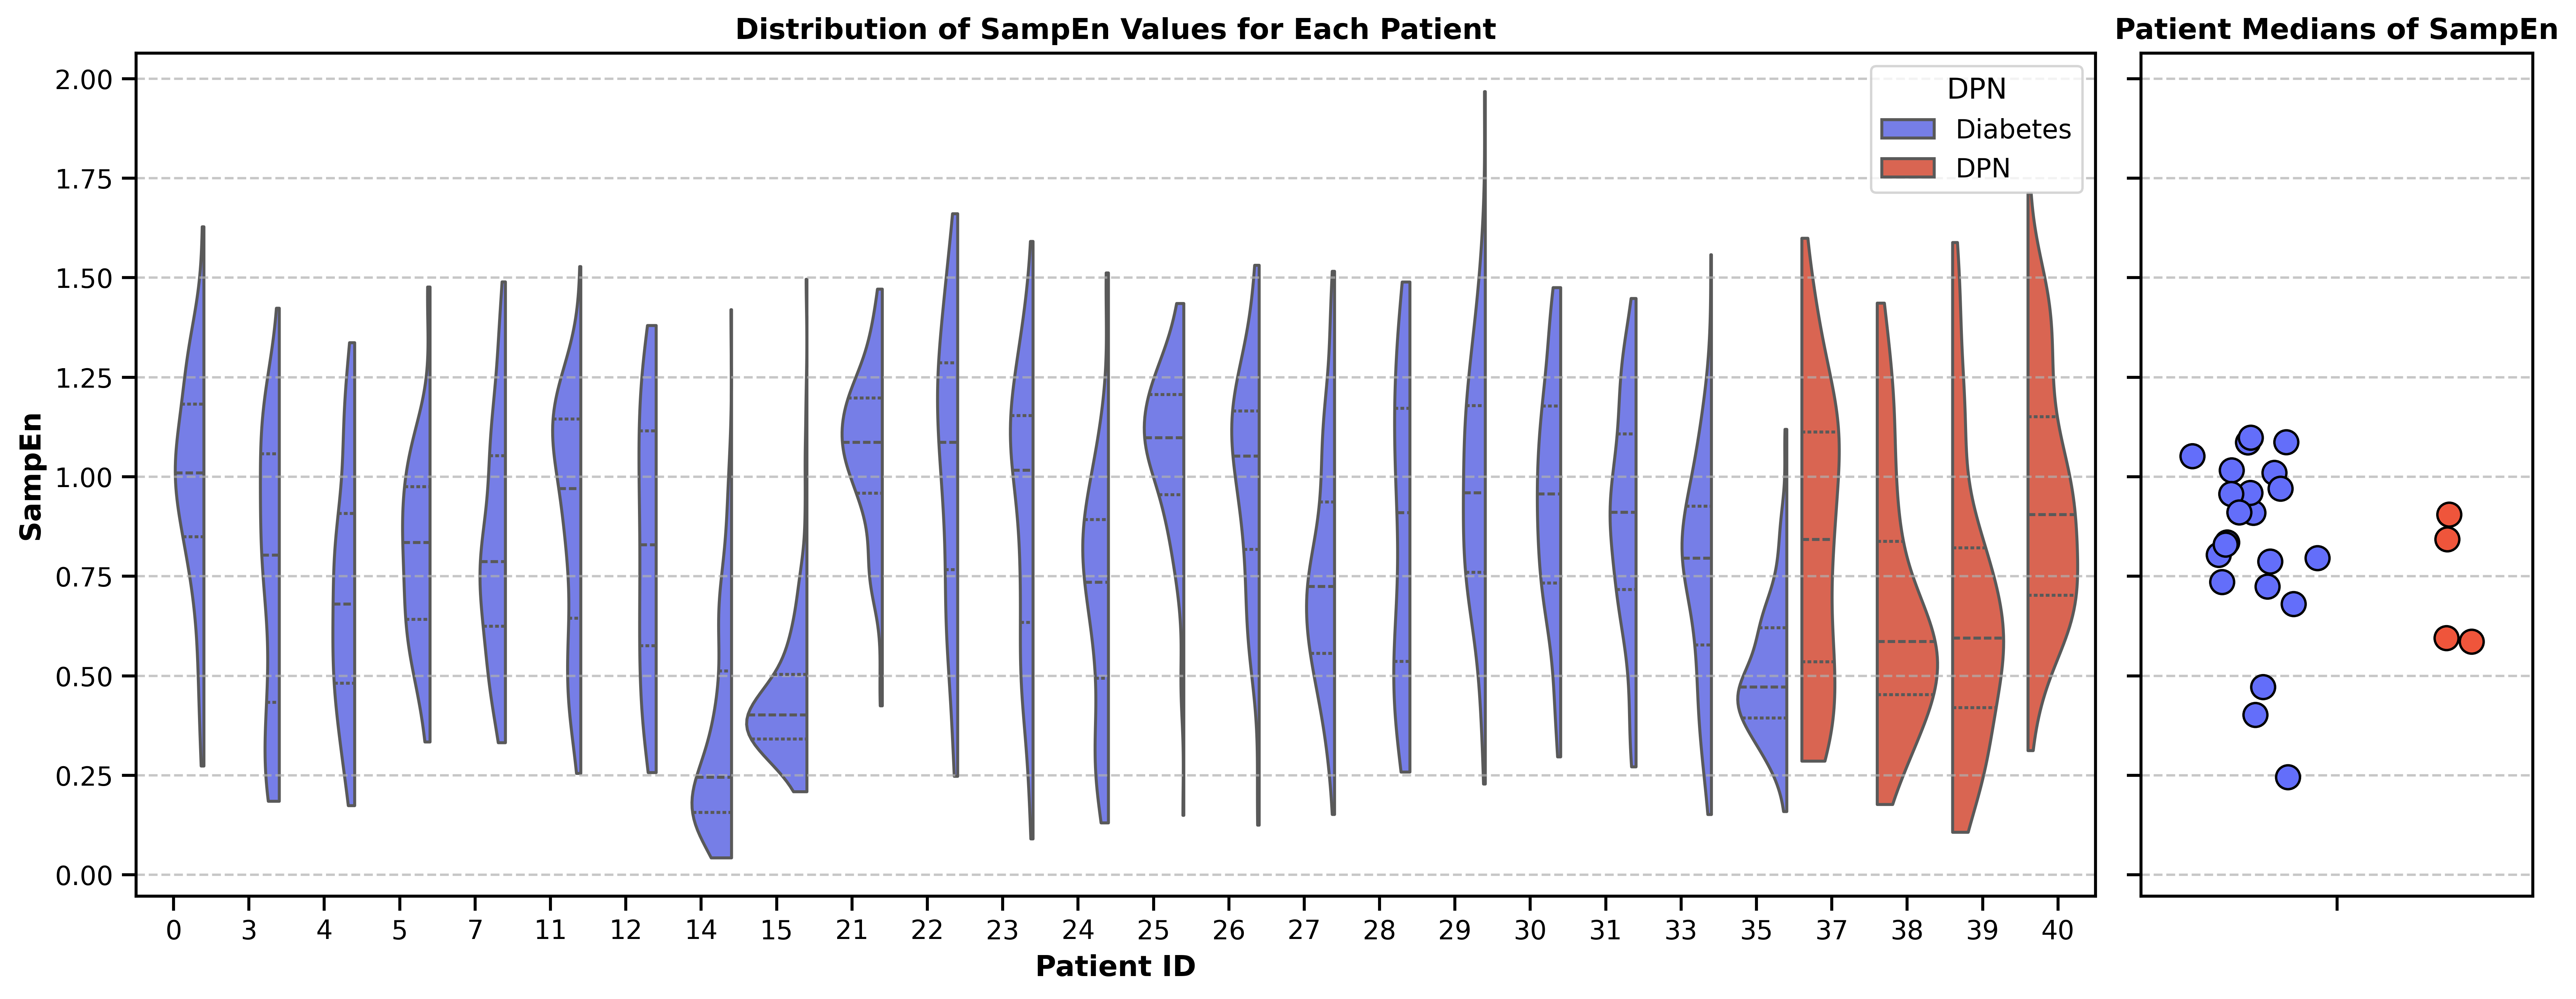 Distribution of SampEn Values for Each Patient
Patient Medians of SampEn
2.00
1.75
1.50
1.25
1.00
0.75
0.50
0.25
0.00
SampEn
DPN
Diabetes
DPN
0 3 4 5 7 11 12 14 15 21 22 23 24 25 26 27 28 29 30 31 33 35 37 38 39 40
Patient ID